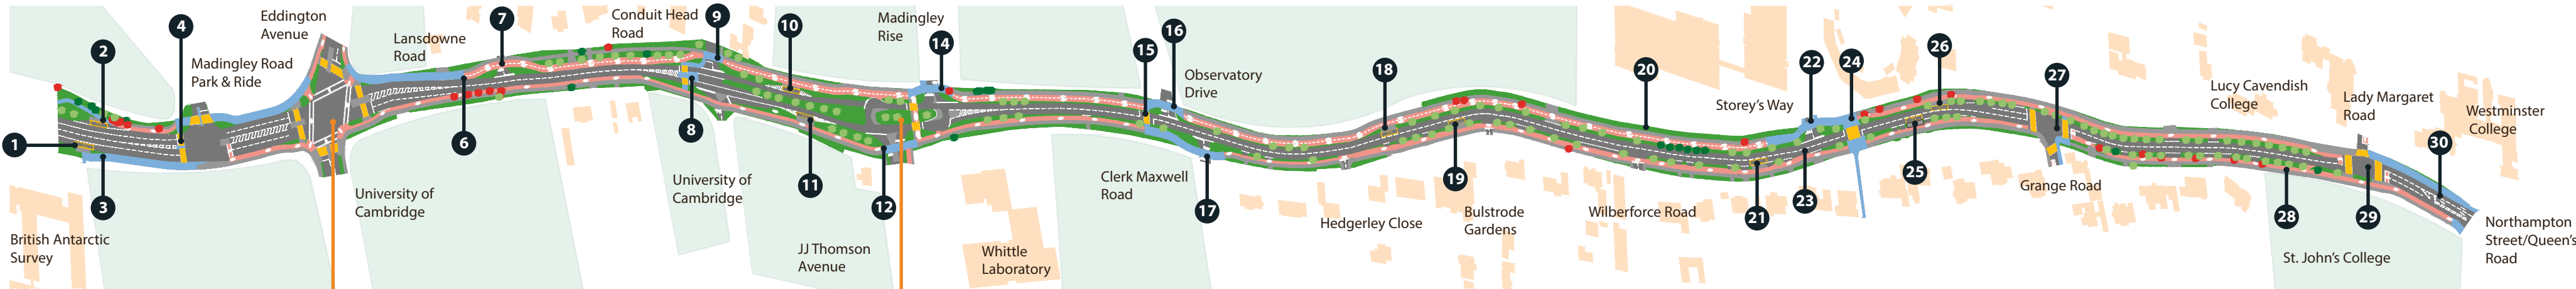 1
2
3
British Antarctic
Survey
4
Madingley Road
Park & Ride
Eddington
Avenue
University of
Cambridge
Lansdowne
Road
6
7
Conduit Head
Road
8
9
University of
Cambridge
10
11
JJ Thomson
Avenue
12
Madingley
Rise
14
Whittle
Laboratory
15
16
Observatory
Drive
Clerk Maxwell
Road
17
18
Hedgerley Close
19
Bulstrode
Gardens
20
Wilberforce Road
21
Storey's Way
22
23
24
25
26
27
Grange Road
Lucy Cavendish
College
28
St. John's College
Lady Margaret
Road
29
Westminster
College
30
Northampton
Street/Queen's
Road